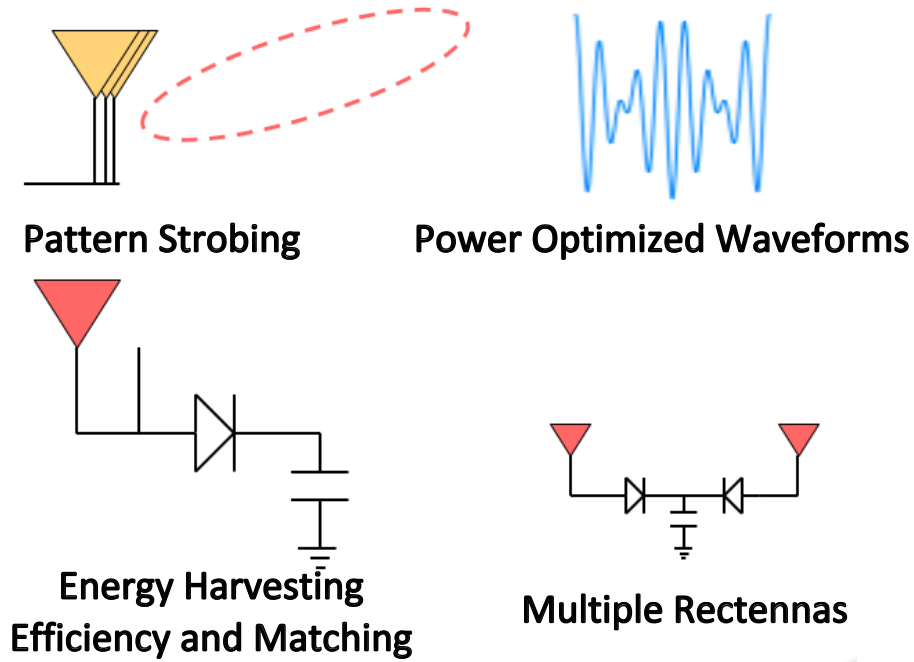 Pattern Strobing
Power Optimized Waveforms
Energy Harvesting
Efficiency and Matching
Multiple Rectennas